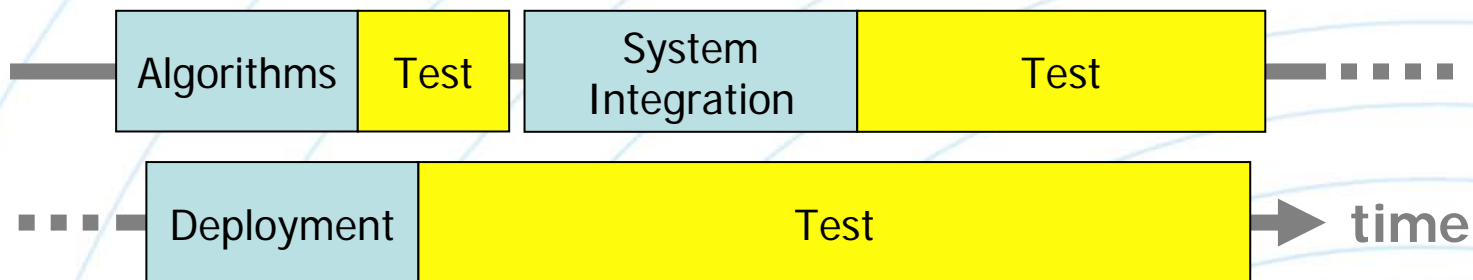 Algorithms
Test
System
Integration
Test
Deployment
Test
time